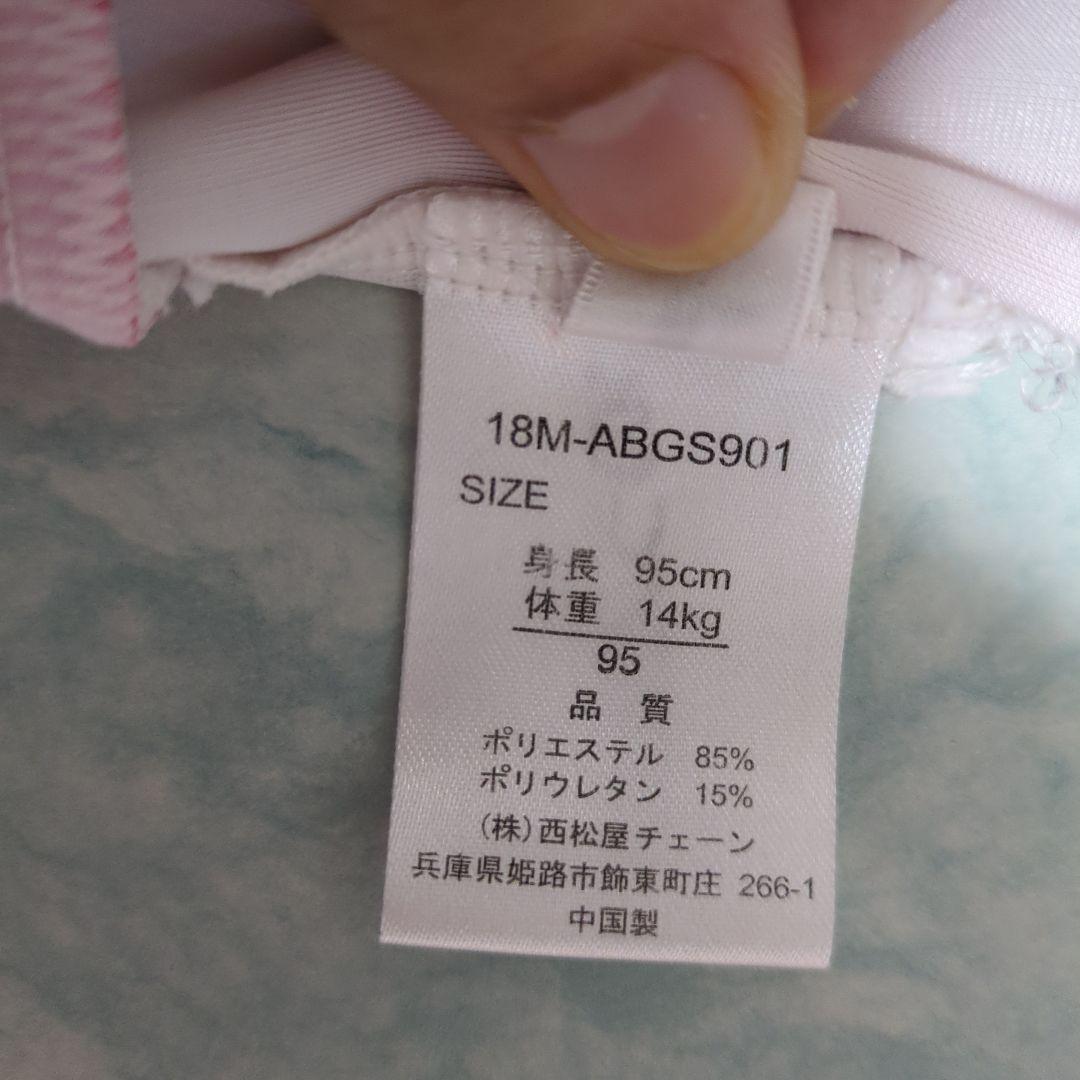 18M-ABGS901
SIZE
身長 95cm
体重 14kg
95
品 質
ポリエステル 85%
ポリウレタン 15%
(株)西松屋チェーン
兵庫県姫路市飾東町庄 266-1
中国製